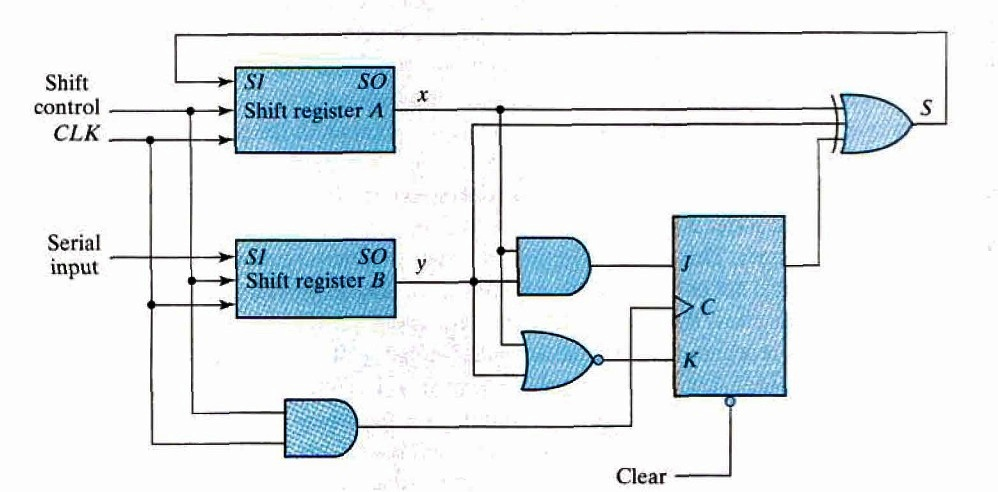 Shift
control
CLK
SI SO
Shift register A
x
S
Serial
input
SI SO
Shift register B
y
J
C
K
Clear